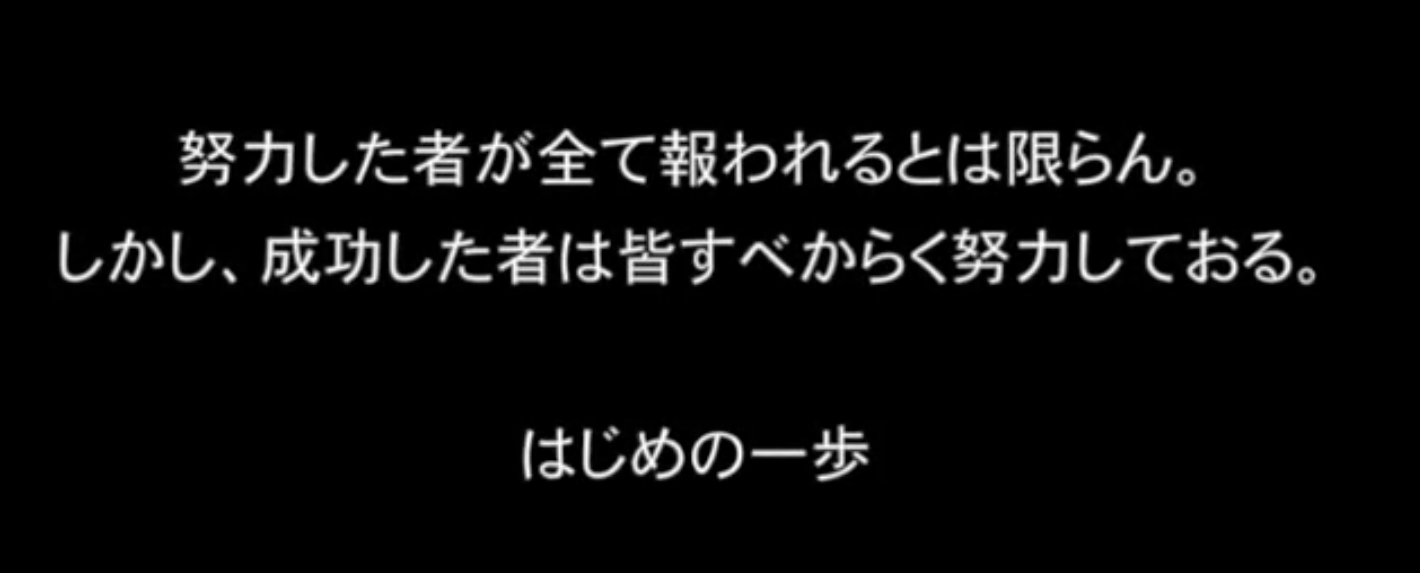 努力した者が全て報われるとは限らん。
しかし、成功した者は皆すべからく努力しておる。
はじめの一歩